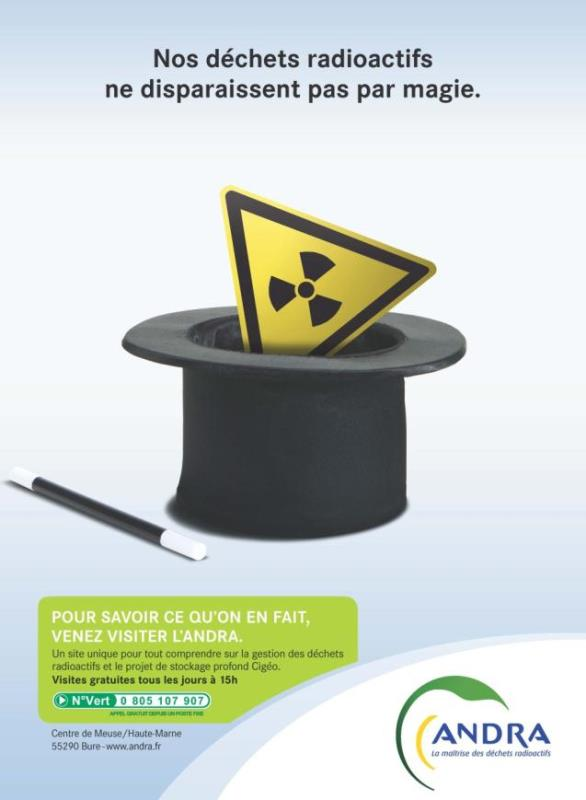 Nos déchets radioactifs
ne disparaissent pas par magie.
POUR SAVOIR CE QU'ON EN FAIT,
VENEZ VISITER L'ANDRA.
Un site unique pour tout comprendre sur la gestion des déchets
radioactifs et le projet de stockage profond Cigéo.
Visites gratuites tous les jours à 15h
N°Vert 0 805 107 907
APPEL GRATUIT DEPUIS UN POSTE FIXE
Centre de Meuse/Haute-Marne
55290 Bure - www.andra.fr
ANDRA
La maîtrise des déchets radioactifs